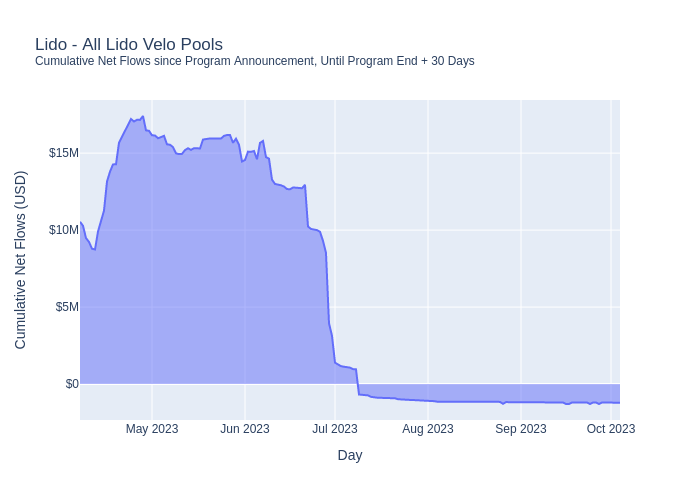 Lido - All Lido Velo Pools
Cumulative Net Flows since Program Announcement, Until Program End + 30 Days
Cumulative Net Flows (USD)
$15M
$10M
$5M
$0
May 2023 Jun 2023 Jul 2023 Aug 2023 Sep 2023 Oct 2023
Day